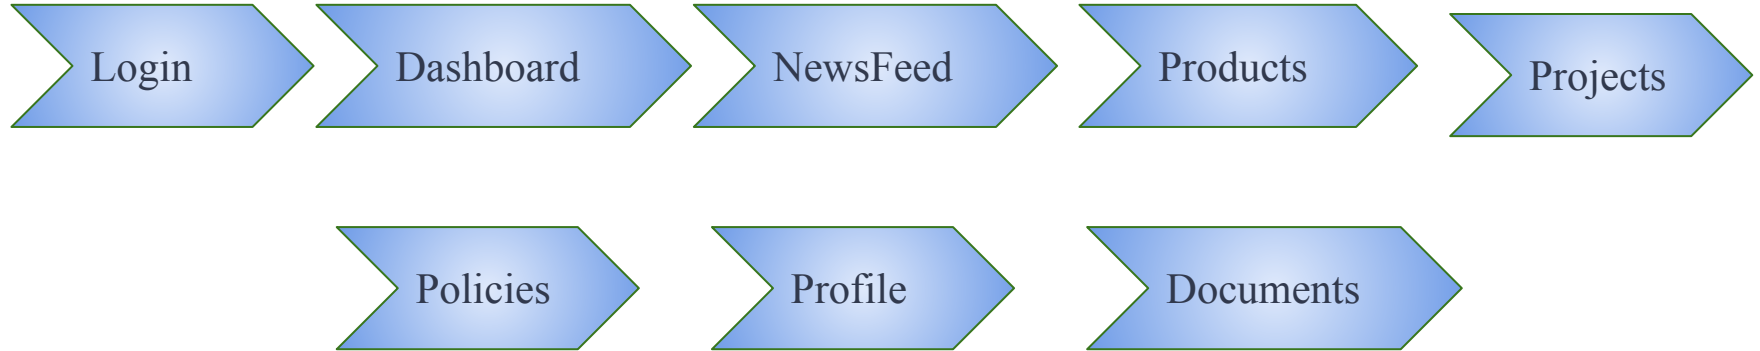 Login
Dashboard
NewsFeed
Products
Projects
Policies
Profile
Documents